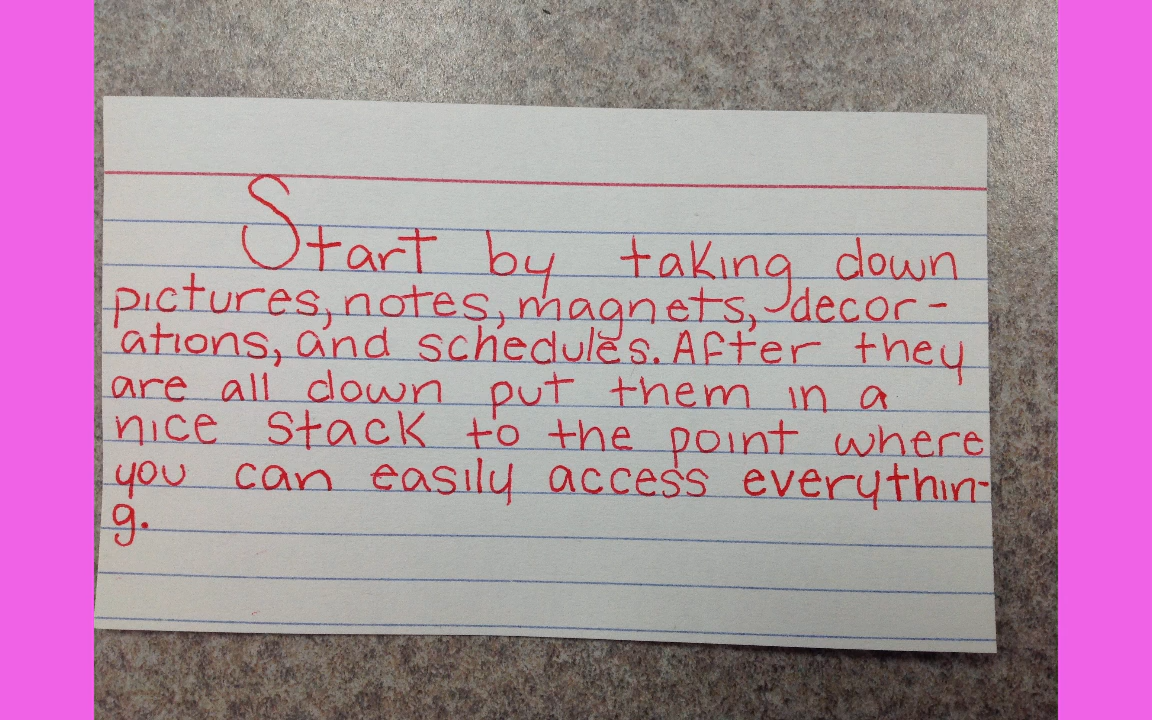 Start by taking down
pictures, notes, magnets, decor-
ations, and schedules. After they
are all down put them in a
nice stack to the point where
you can easily access everythin-
g.